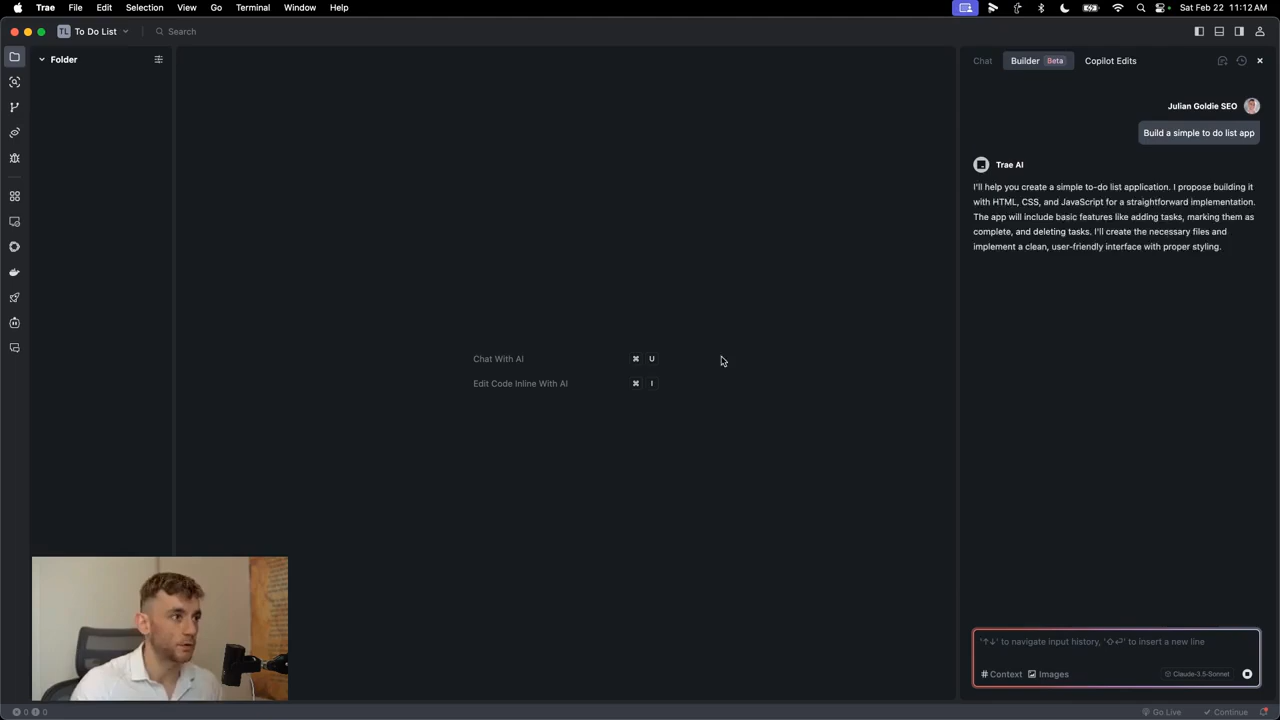 Trae File Edit Selection View Go Terminal Window Help
Sat Feb 22 11:12 AM
TL To Do List
Search
Folder
Chat
Builder Beta
Copilot Edits
Julian Goldie SEO
Build a simple to do list app
Trae AI
I'll help you create a simple to-do list application. I propose building it
with HTML, CSS, and JavaScript for a straightforward implementation.
The app will include basic features like adding tasks, marking them as
complete, and deleting tasks. I'll create the necessary files and
implement a clean, user-friendly interface with proper styling.
Chat With AI ⌘ U
Edit Code Inline With AI ⌘ I
'↑↓' to navigate input history, '⇧⏎' to insert a new line
# Context Images
Claude-3.5-Sonnet
0 0
Go Live
Continue